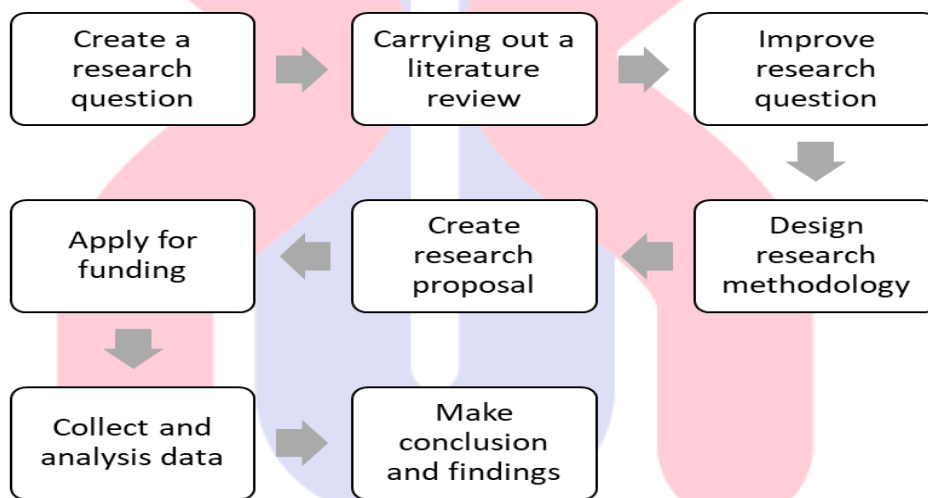 Create a
research
question
Carrying out a
literature
review
Improve
research
question
Design
research
methodology
Create
research
proposal
Apply for
funding
Collect and
analysis data
Make
conclusion
and findings